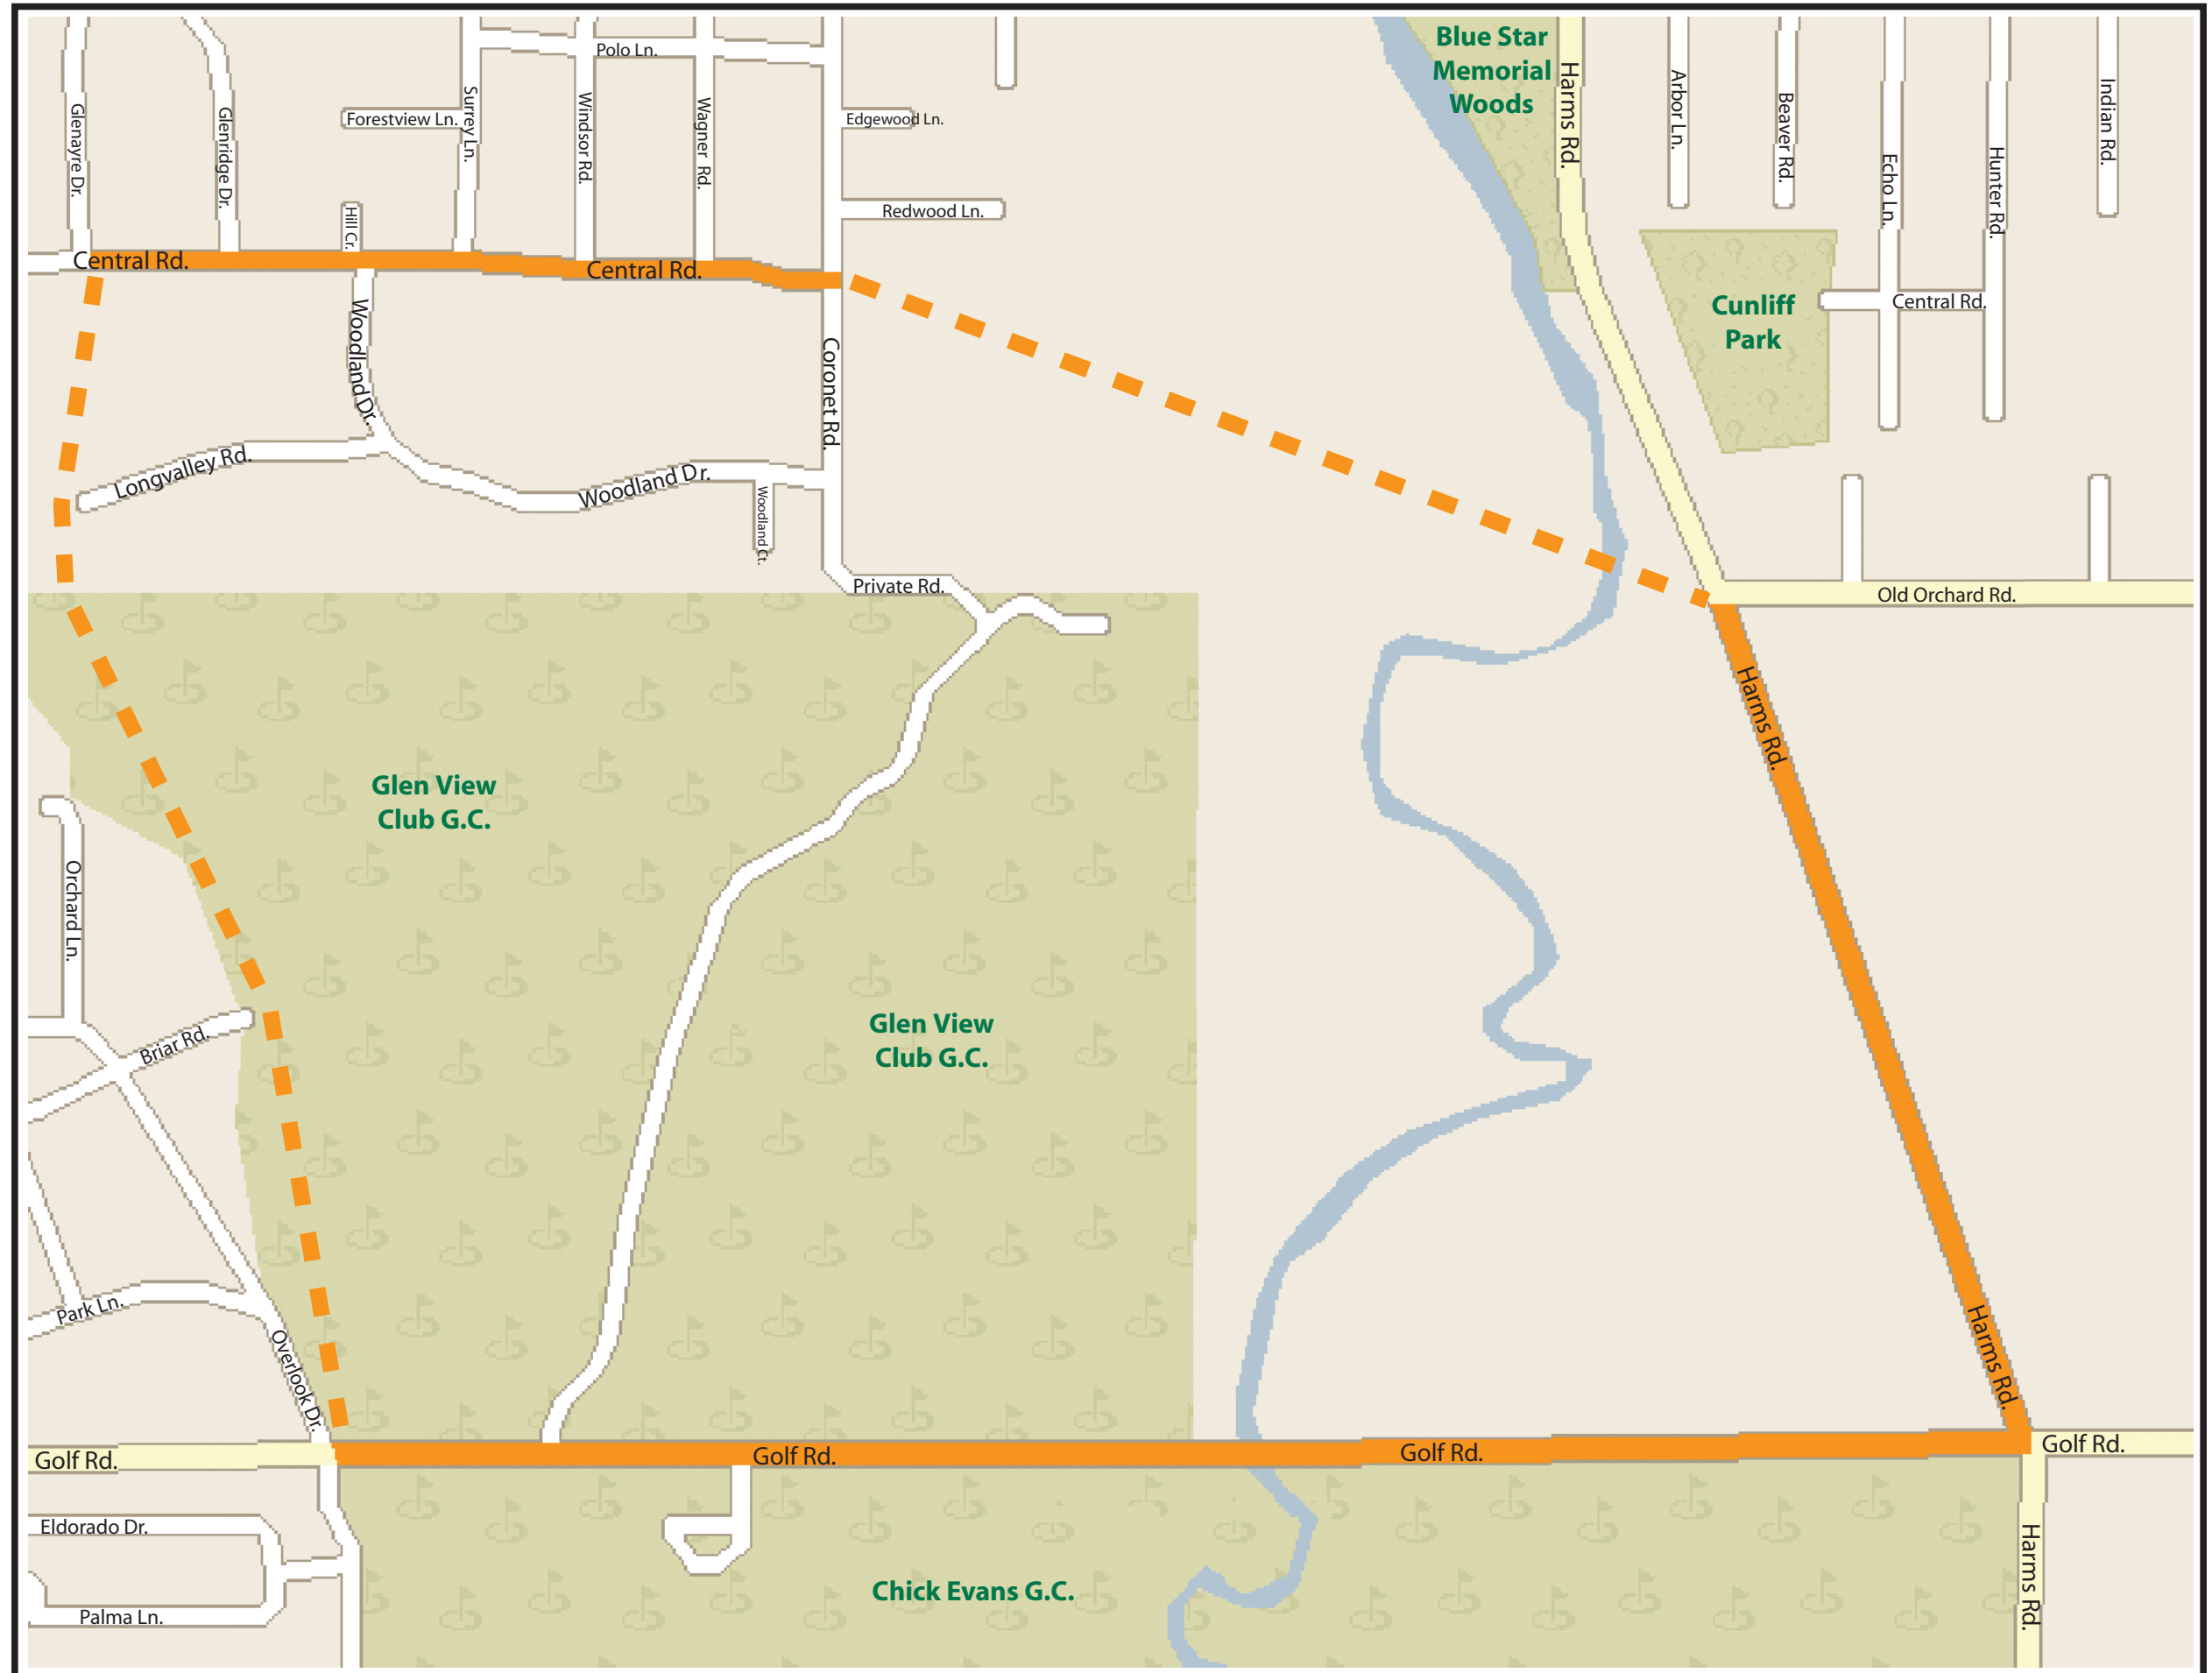 Blue Star
Memorial
Woods
Harms Rd.
Polo Ln.
Glenayre Dr.
Glenridge Dr.
Forestview Ln.
Surrey Ln.
Windsor Rd.
Wagner Rd.
Edgewood Ln.
Arbor Ln.
Beaver Rd.
Echo Ln.
Hunter Rd.
Indian Rd.
Hill Cr.
Redwood Ln.
Central Rd.
Central Rd.
Cunliff
Park
Central Rd.
Woodland Dr.
Coronet Rd.
Longvalley Rd.
Woodland Dr.
Woodland Ct.
Private Rd.
Old Orchard Rd.
Harms Rd.
Glen View
Club G.C.
Orchard Ln.
Glen View
Club G.C.
Briar Rd.
Park Ln.
Overlook Dr.
Harms Rd.
Golf Rd.
Golf Rd.
Golf Rd.
Golf Rd.
Eldorado Dr.
Harms Rd.
Chick Evans G.C.
Palma Ln.